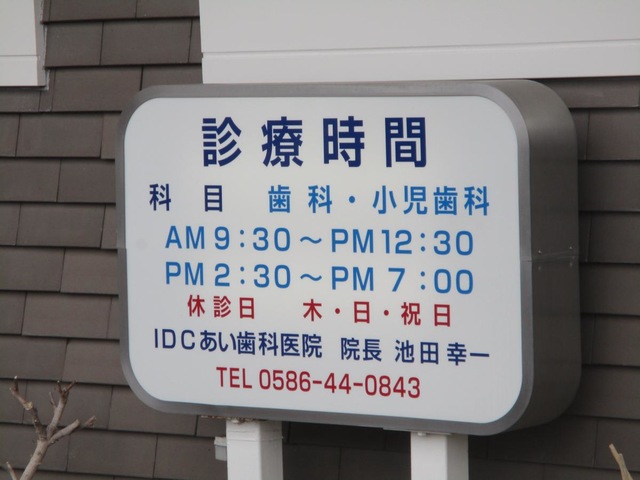 診療時間
科目 歯科・小児歯科
AM 9：30～PM 12：30
PM 2：30～PM 7：00
休診日 木・日・祝日
IDCあい歯科医院 院長 池田幸一
TEL 0586-44-0843